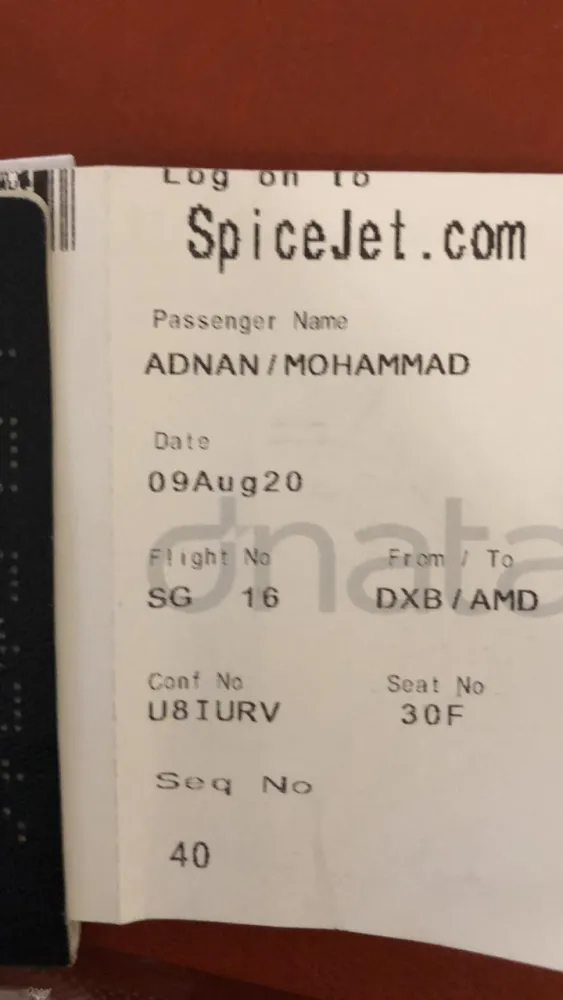 Log on to
SpiceJet.com
Passenger Name
ADNAN/MOHAMMAD
Date
09Aug20
dnata
Flight No From / To
SG 16 DXB/AMD
Conf No Seat No
U8IURV 30F
Seq No
40